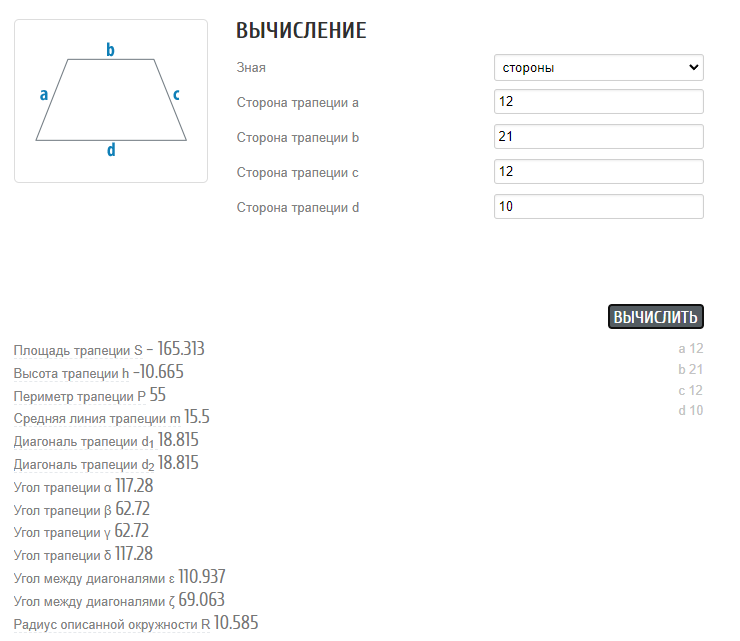 b
a
c
d
ВЫЧИСЛЕНИЕ
Зная стороны
Сторона трапеции a 12
Сторона трапеции b 21
Сторона трапеции c 12
Сторона трапеции d 10
ВЫЧИСЛИТЬ
Площадь трапеции S - 165.313
Высота трапеции h -10.665
Периметр трапеции P 55
Средняя линия трапеции m 15.5
Диагональ трапеции d1 18.815
Диагональ трапеции d2 18.815
Угол трапеции α 117.28
Угол трапеции β 62.72
Угол трапеции γ 62.72
Угол трапеции δ 117.28
Угол между диагоналями ε 110.937
Угол между диагоналями ζ 69.063
Радиус описанной окружности R 10.585
a 12
b 21
c 12
d 10